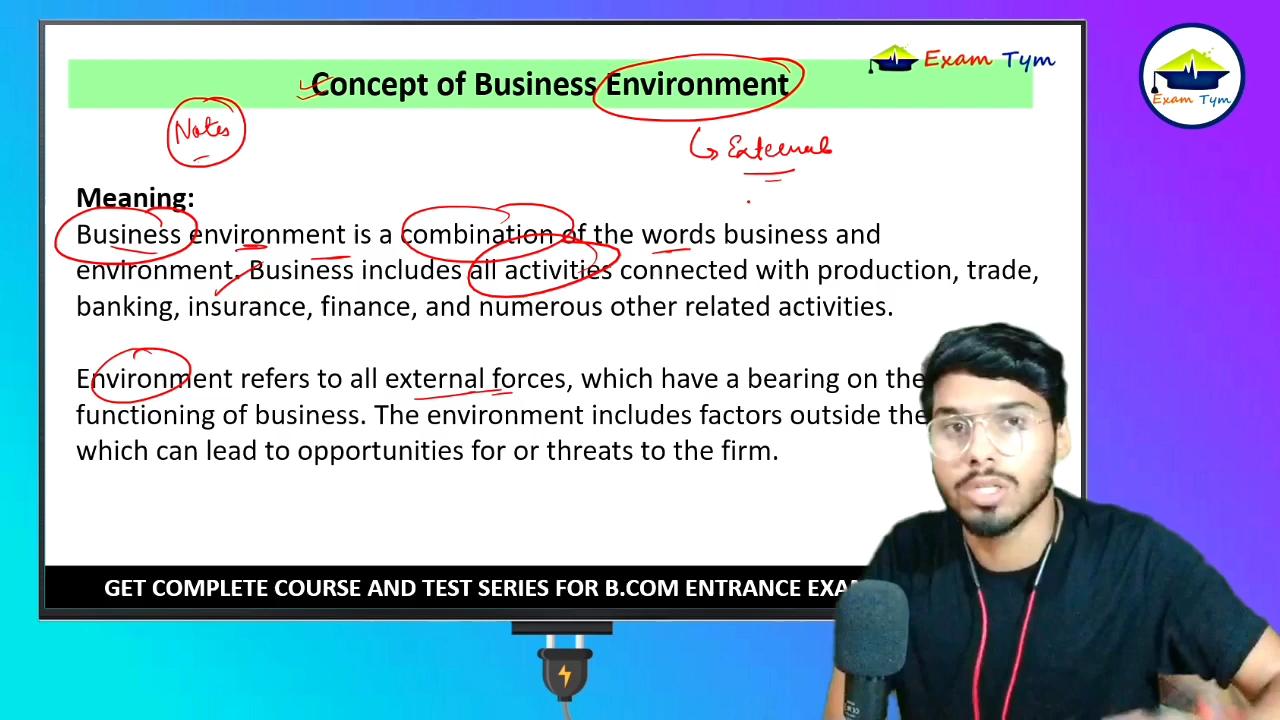 Concept of Business Environment
Exam Tym
Exam Tym
Notes
External
Meaning:
Business environment is a combination of the words business and
environment. Business includes all activities connected with production, trade,
banking, insurance, finance, and numerous other related activities.
Environment refers to all external forces, which have a bearing on the
functioning of business. The environment includes factors outside the
which can lead to opportunities for or threats to the firm.
GET COMPLETE COURSE AND TEST SERIES FOR B.COM ENTRANCE EXA